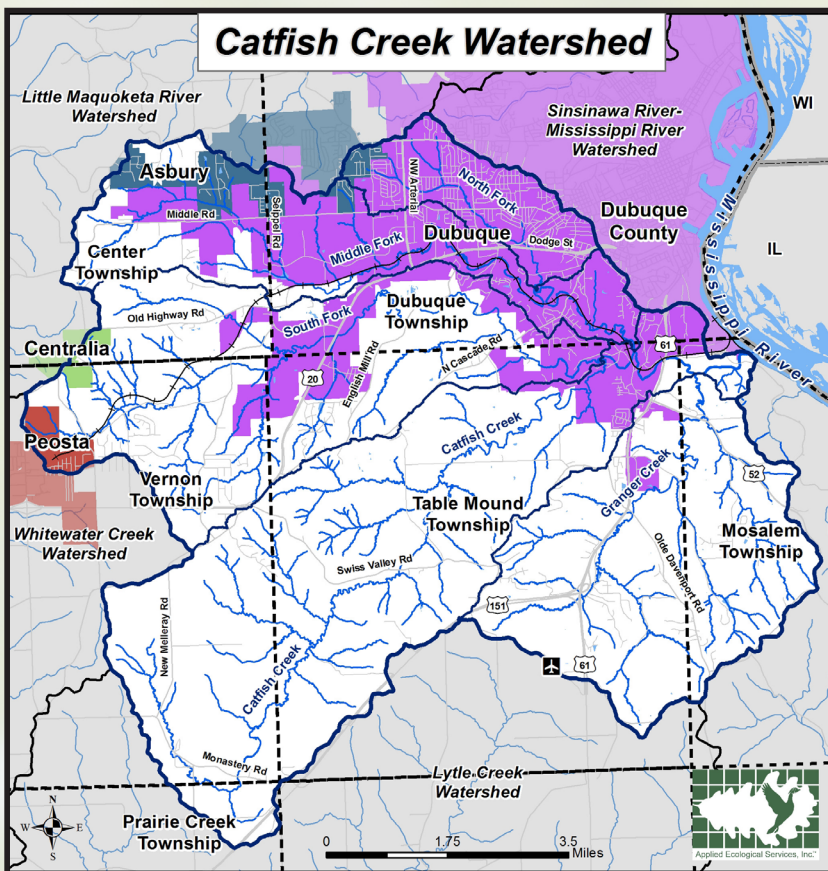 Catfish Creek Watershed
Little Maquoketa River
Watershed
Sinsinawa River-
Mississippi River
Watershed
WI
Asbury
North Fork
NW Arterial
Seippel Rd
Middle Rd
Dubuque
County
Mississippi River
Middle Fork
Dubuque
Dodge St
Center
Township
IL
South Fork
Dubuque
Township
Old Highway Rd
Centralia
61
N Cascade Rd
English Mill Rd
20
Peosta
Catfish Creek
Vernon
Township
Granger Creek
52
Table Mound
Township
Whitewater Creek
Watershed
Mosalem
Township
Swiss Valley Rd
Olde Davenport Rd
New Melleray Rd
151
61
Catfish Creek
Monastery Rd
Lytle Creek
Watershed
N
W E
S
Prairie Creek
Township
0 1.75 3.5
Miles
Applied Ecological Services, Inc.™